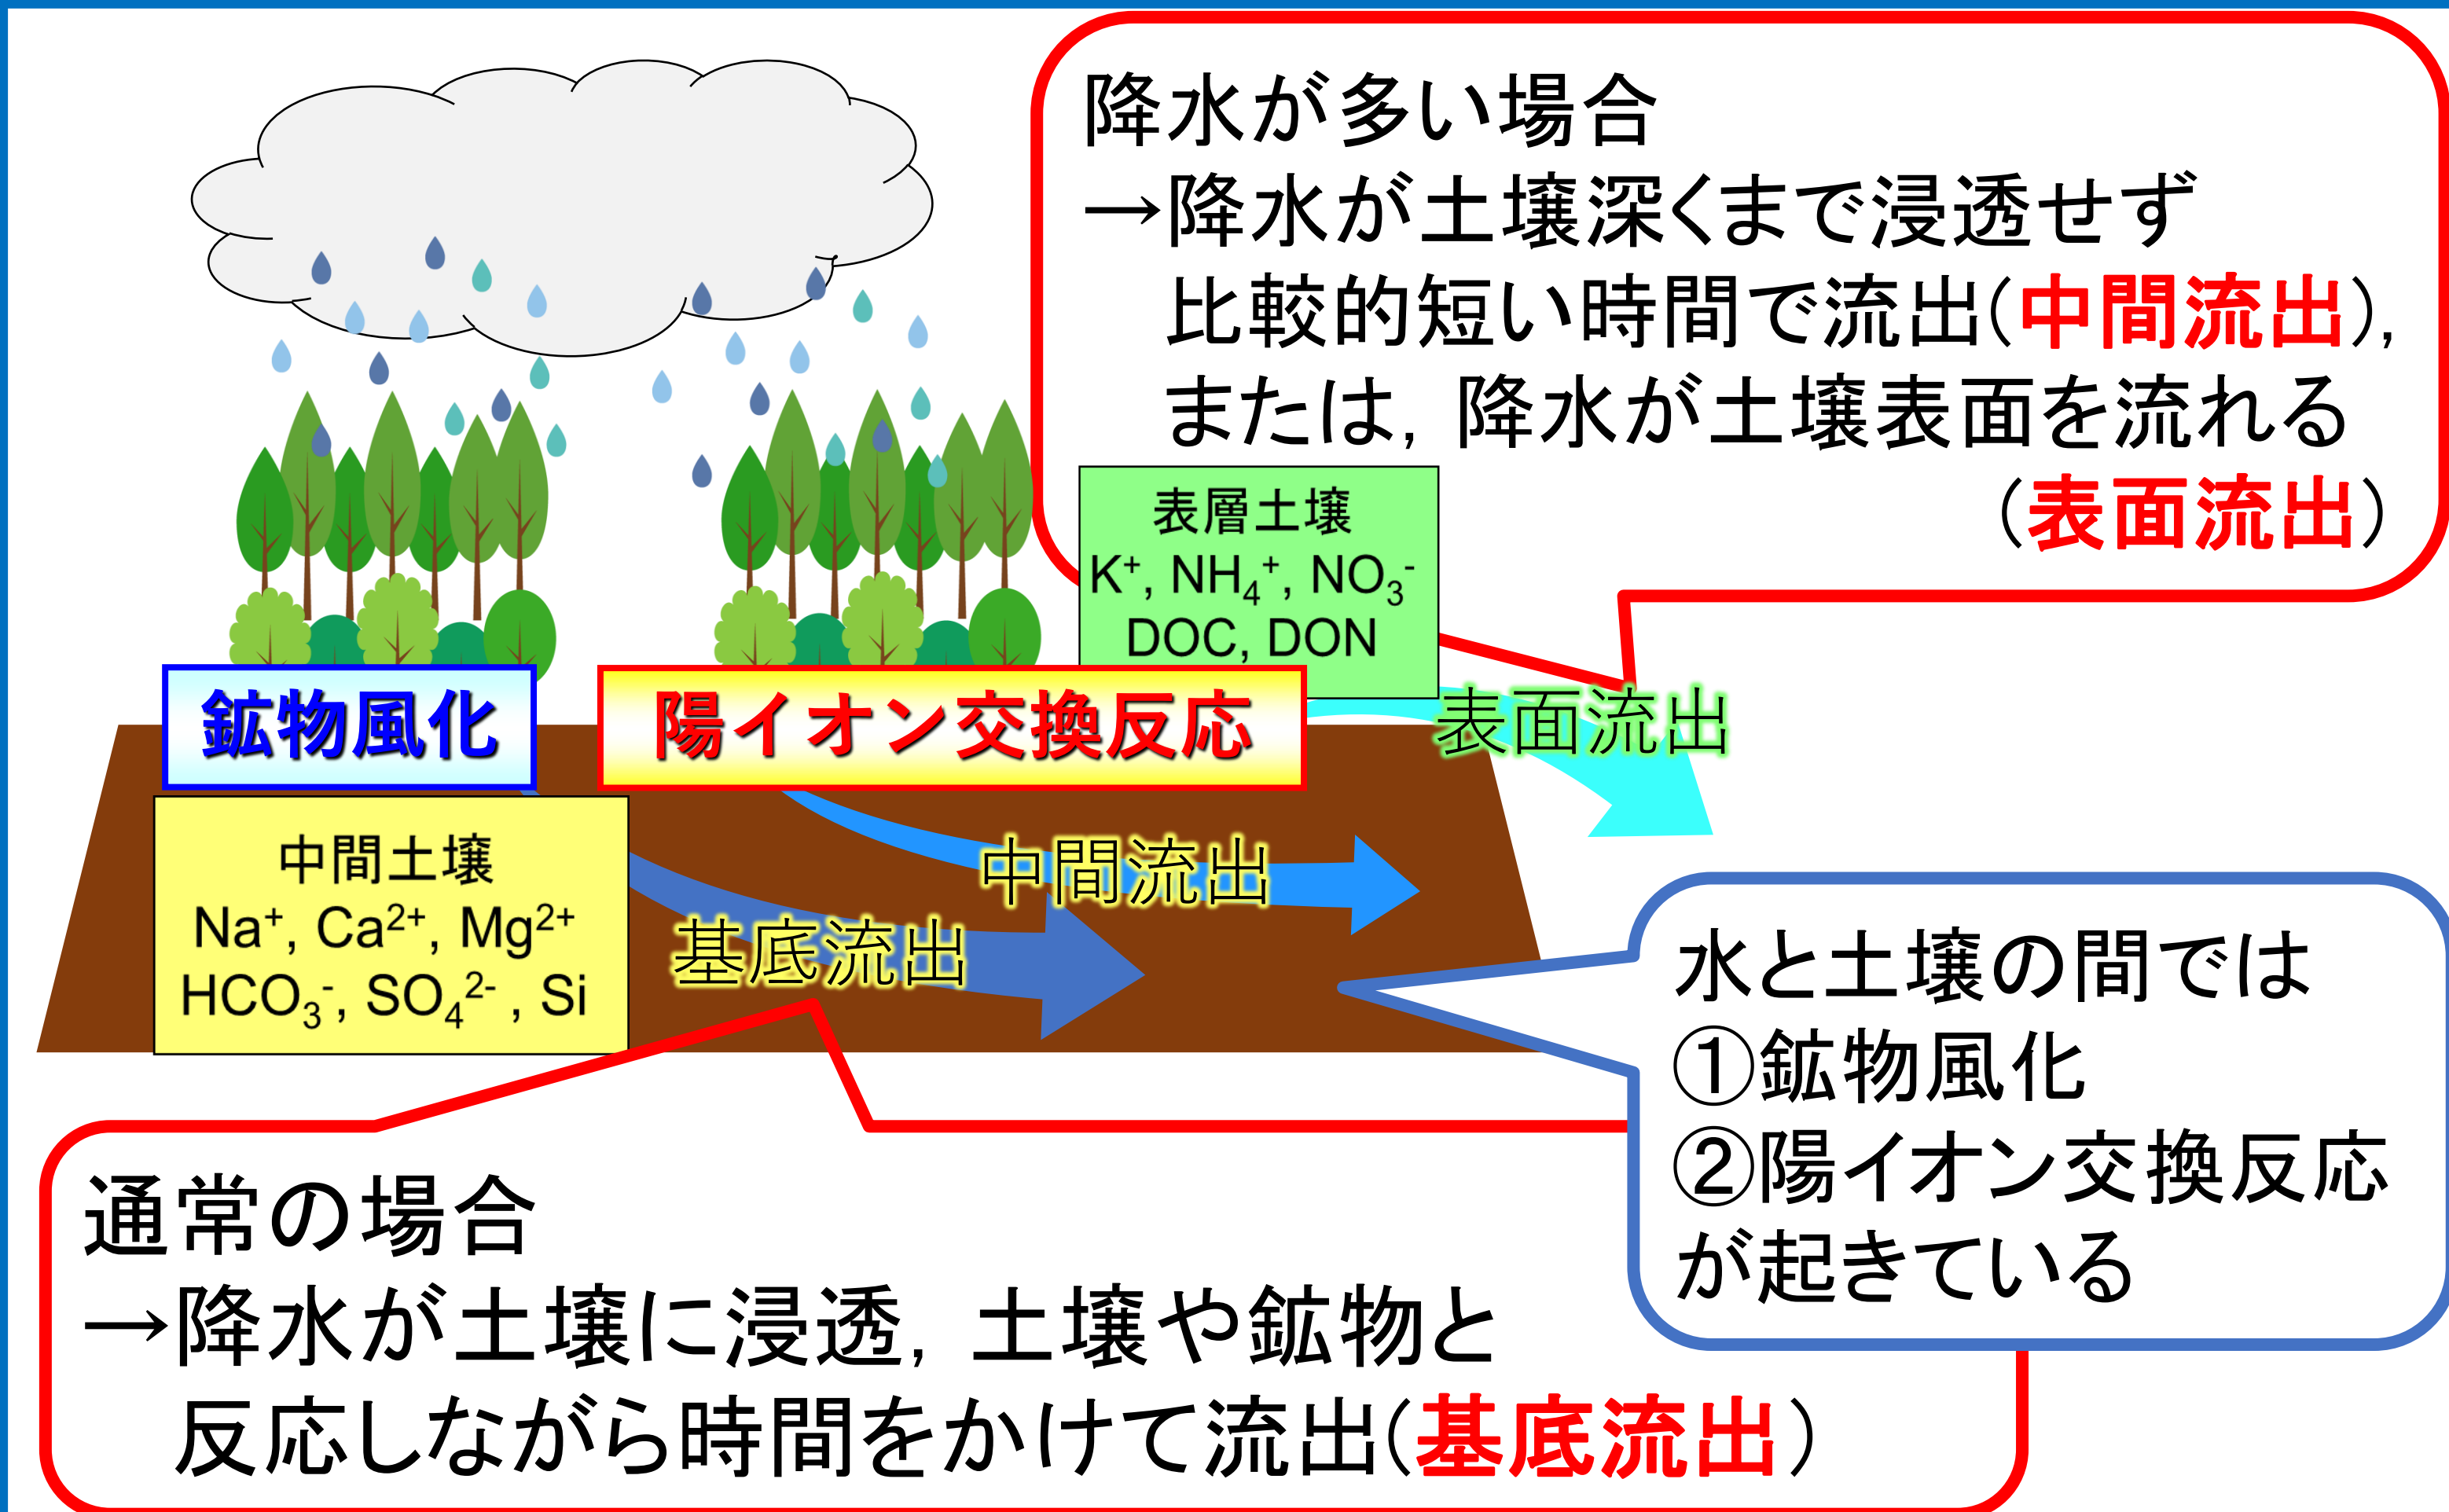 降水が多い場合
→降水が土壌深くまで浸透せず
比較的短い時間で流出(中間流出),
または, 降水が土壌表面を流れる
(表面流出)
表層土壌
K⁺, NH₄⁺, NO₃⁻
DOC, DON
鉱物風化
陽イオン交換反応
表面流出
中間土壌
Na⁺, Ca²⁺, Mg²⁺
HCO₃⁻, SO₄²⁻ , Si
中間流出
基底流出
水と土壌の間では
①鉱物風化
②陽イオン交換反応
が起きている
通常の場合
→降水が土壌に浸透, 土壌や鉱物と
反応しながら時間をかけて流出(基底流出)